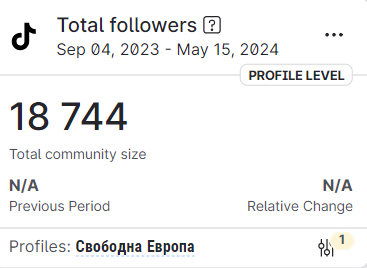 Total followers ?
Sep 04, 2023 - May 15, 2024
PROFILE LEVEL
18 744
Total community size
N/A N/A
Previous Period Relative Change
Profiles: Свободна Европа 1